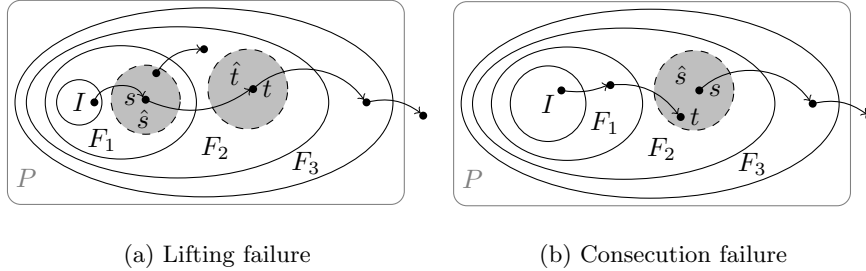 I
s
ŝ
t̂
t
F₁
F₂
F₃
P
I
ŝ
s
t
F₁
F₂
F₃
P
(a) Lifting failure
(b) Consecution failure